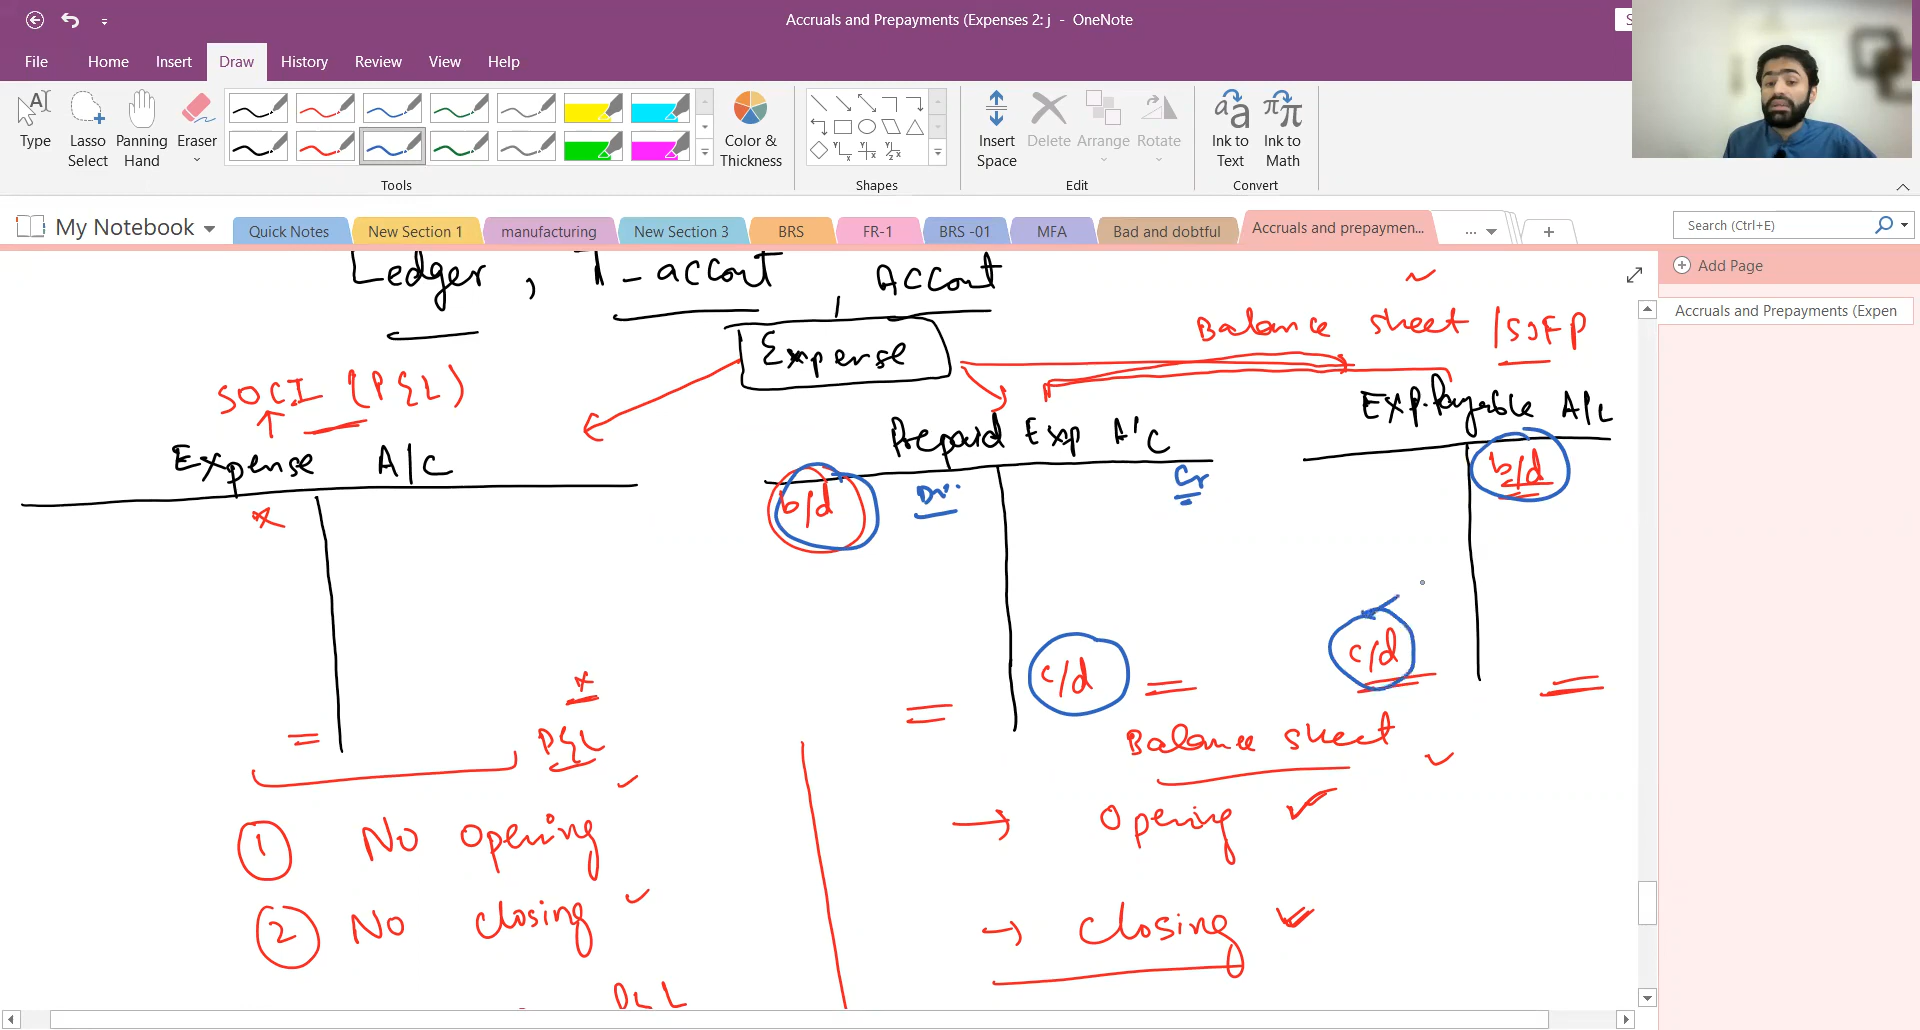 Accruals and Prepayments (Expenses 2: j - OneNote
File Home Insert Draw History Review View Help
Type
Lasso Select
Panning Hand
Eraser
Color & Thickness
Insert Space
Delete
Arrange
Rotate
Ink to Text
Ink to Math
Tools
Shapes
Edit
Convert
My Notebook
Quick Notes
New Section 1
manufacturing
New Section 3
BRS
FR-1
BRS -01
MFA
Bad and doubtful
Accruals and prepaymen...
...
Search (Ctrl+E)
Add Page
Accruals and Prepayments (Expen
Ledger, T-account, Account
Expense
Balance sheet / SOFP
SOCI (P&L)
Expense A/C
Prepaid Exp A/C
Exp. Payable A/C
b/d
Dr.
Cr
b/d
c/d
c/d
P&L
Balance sheet
1 No opening
→ Opening
2 No closing
→ Closing
P&L